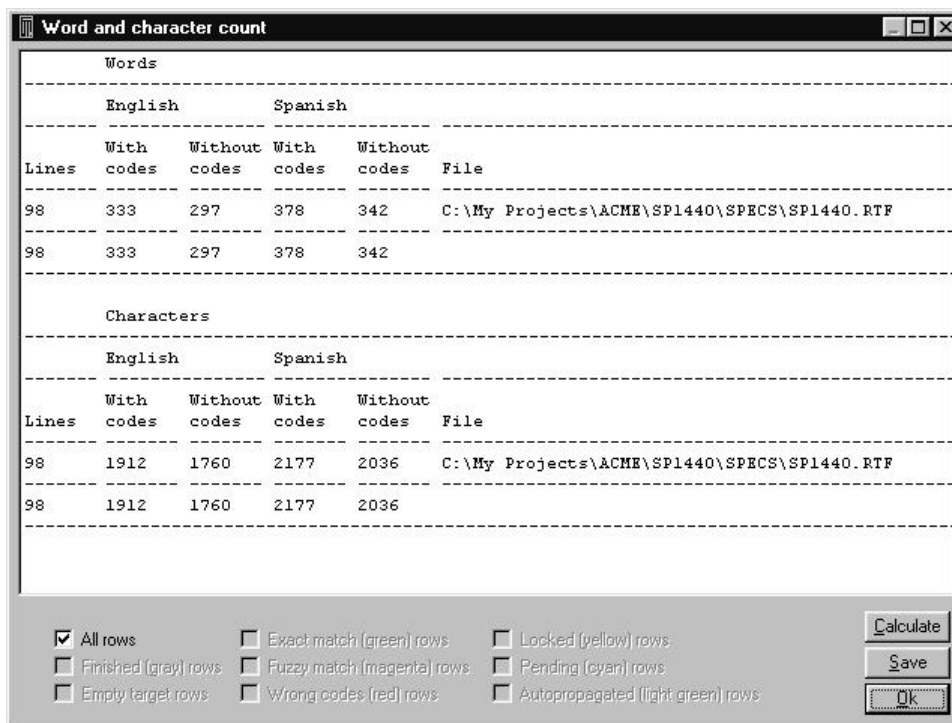 Word and character count
Words
English Spanish
With Without With Without
Lines codes codes codes codes File
98 333 297 378 342 C:\My Projects\ACME\SP1440\SPECS\SP1440.RTF
98 333 297 378 342
Characters
English Spanish
With Without With Without
Lines codes codes codes codes File
98 1912 1760 2177 2036 C:\My Projects\ACME\SP1440\SPECS\SP1440.RTF
98 1912 1760 2177 2036
All rows Exact match (green) rows Locked (yellow) rows Calculate
Finished (gray) rows Fuzzy match (magenta) rows Pending (cyan) rows Save
Empty target rows Wrong codes (red) rows Autopropagated (light green) rows Ok